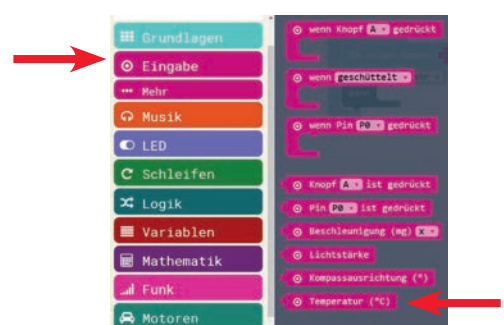 Grundlagen
Eingabe
Mehr
Musik
LED
Schleifen
Logik
Variablen
Mathematik
Funk
Motoren
wenn Knopf A gedrückt
wenn geschüttelt
wenn Pin P0 gedrückt
Knopf A ist gedrückt
Pin P0 ist gedrückt
Beschleunigung (mg) x
Lichtstärke
Kompassausrichtung (°)
Temperatur (°C)